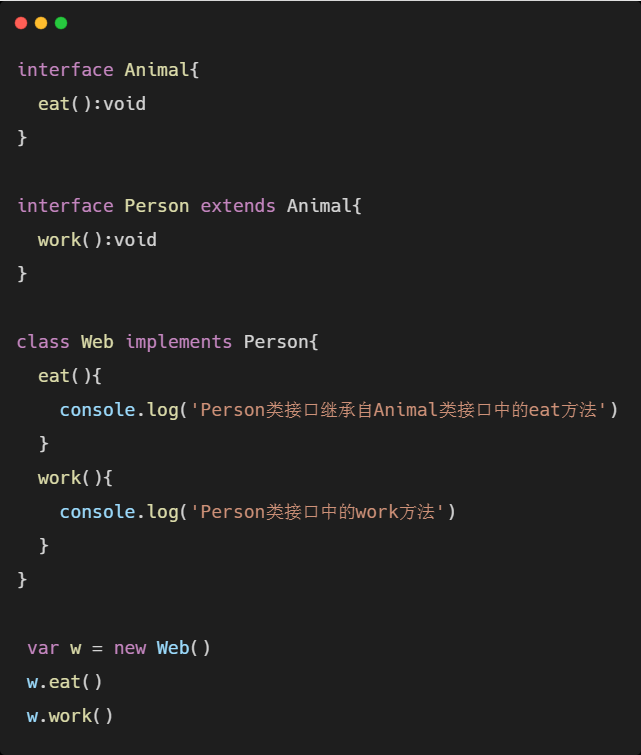 interface Animal{
  eat():void
}
interface Person extends Animal{
  work():void
}
class Web implements Person{
  eat(){
    console.log('Person类接口继承自Animal类接口中的eat方法')
  }
  work(){
    console.log('Person类接口中的work方法')
  }
}
 var w = new Web()
 w.eat()
 w.work()